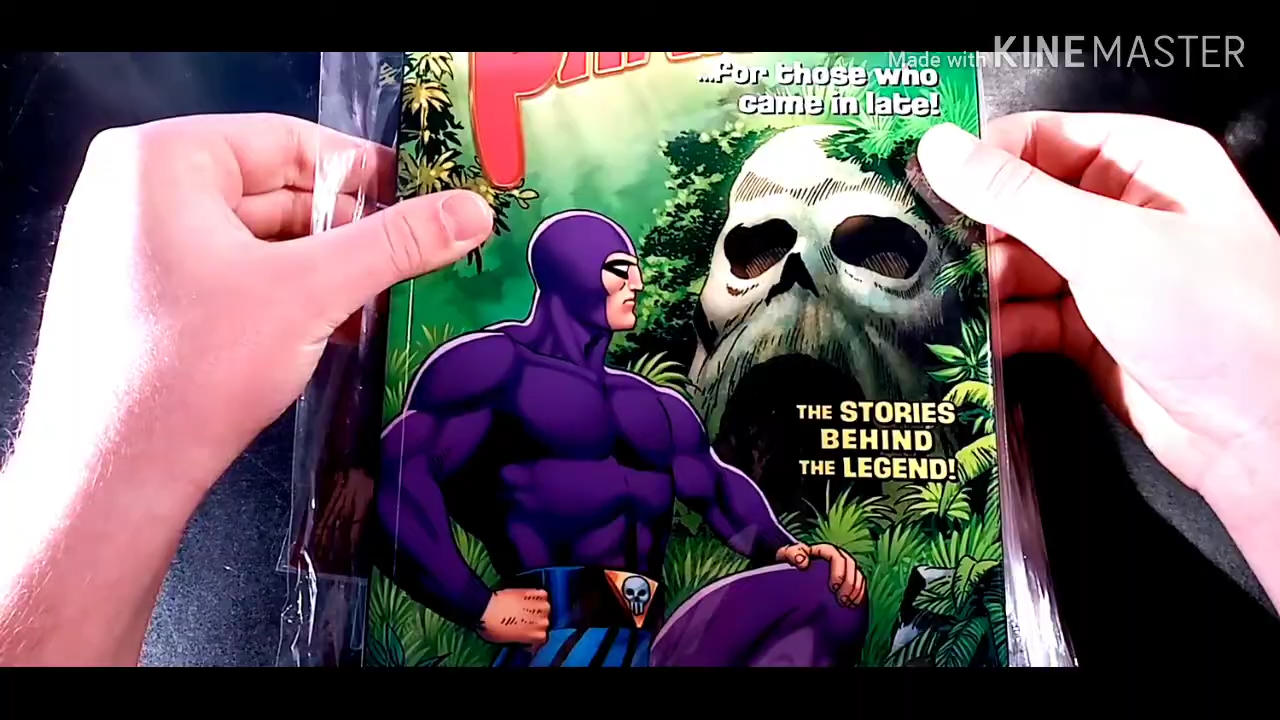 Made with KINEMASTER
...For those who
came in late!
THE STORIES
BEHIND
THE LEGEND!